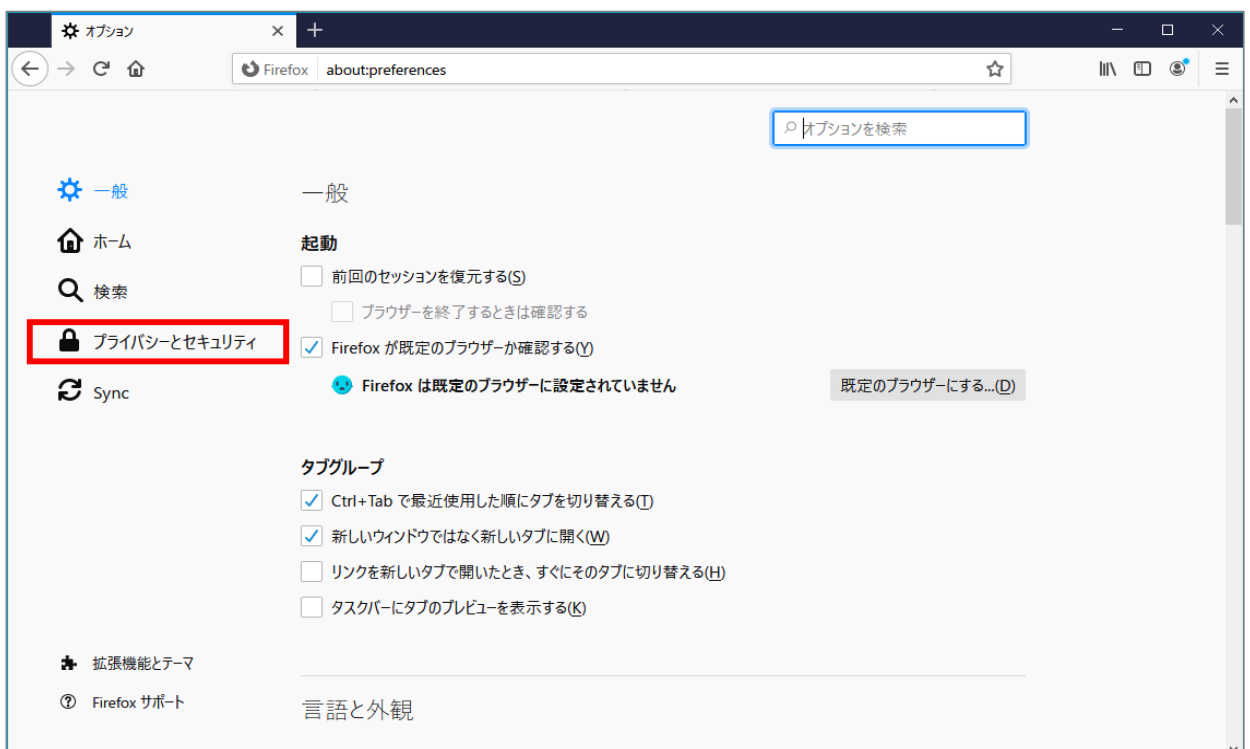 オプション
Firefox about:preferences
オプションを検索
一般
ホーム
検索
プライバシーとセキュリティ
Sync
拡張機能とテーマ
Firefox サポート
一般
起動
前回のセッションを復元する(S)
ブラウザーを終了するときは確認する
Firefox が既定のブラウザーか確認する(Y)
Firefox は既定のブラウザーに設定されていません
既定のブラウザーにする...(D)
タブグループ
Ctrl+Tab で最近使用した順にタブを切り替える(T)
新しいウィンドウではなく新しいタブに開く(W)
リンクを新しいタブで開いたとき、すぐにそのタブに切り替える(H)
タスクバーにタブのプレビューを表示する(K)
言語と外観